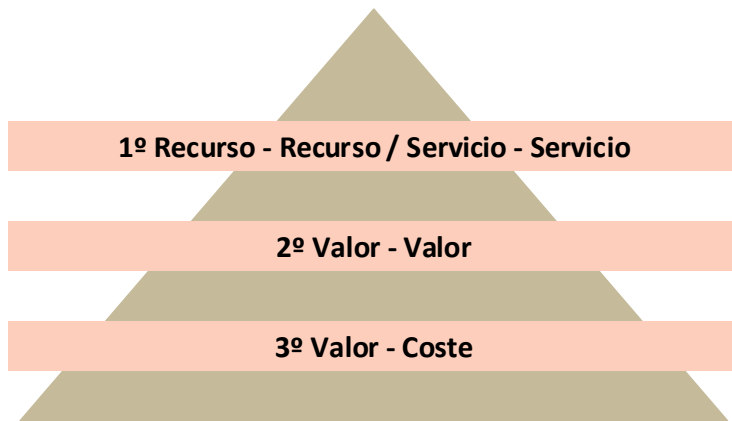 1º Recurso - Recurso / Servicio - Servicio
2º Valor - Valor
3º Valor - Coste